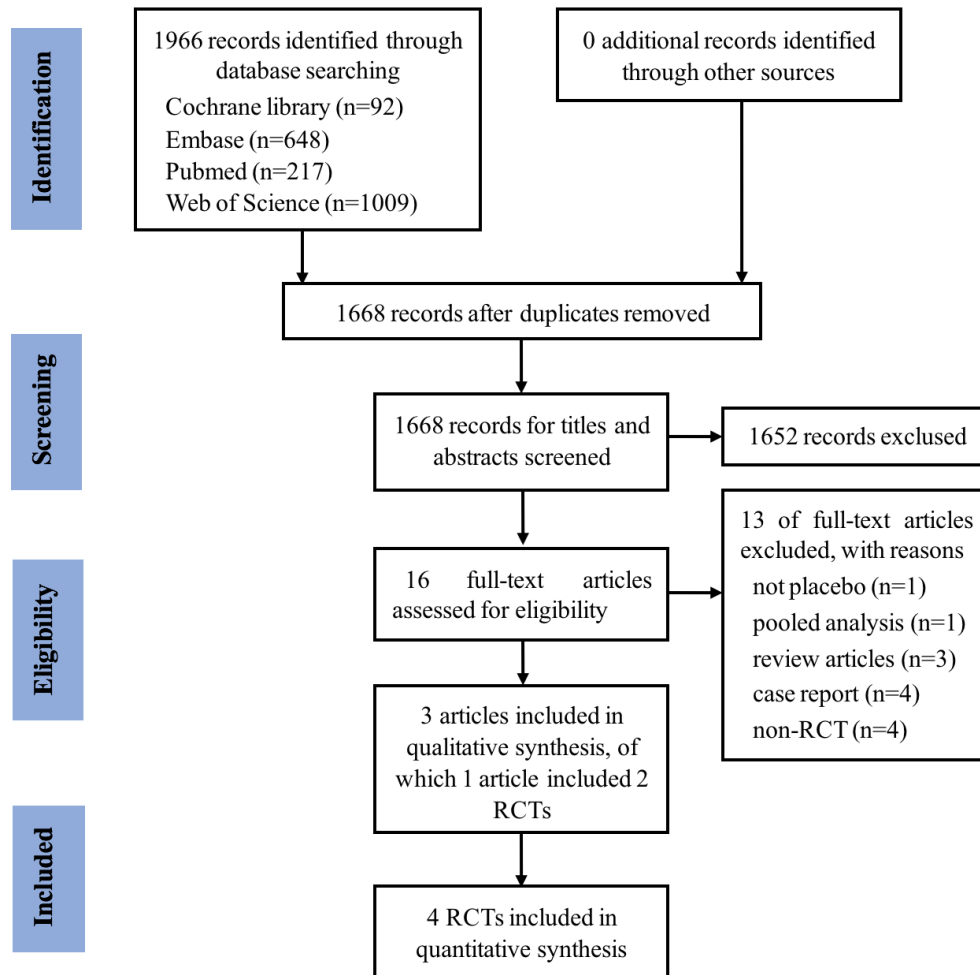 Identification
1966 records identified through
database searching
Cochrane library (n=92)
Embase (n=648)
Pubmed (n=217)
Web of Science (n=1009)
0 additional records identified
through other sources
1668 records after duplicates removed
Screening
1668 records for titles and
abstracts screened
1652 records exclused
Eligibility
16 full-text articles
assessed for eligibility
13 of full-text articles
excluded, with reasons
not placebo (n=1)
pooled analysis (n=1)
review articles (n=3)
case report (n=4)
non-RCT (n=4)
3 articles included in
qualitative synthesis, of
which 1 article included 2
RCTs
Included
4 RCTs included in
quantitative synthesis